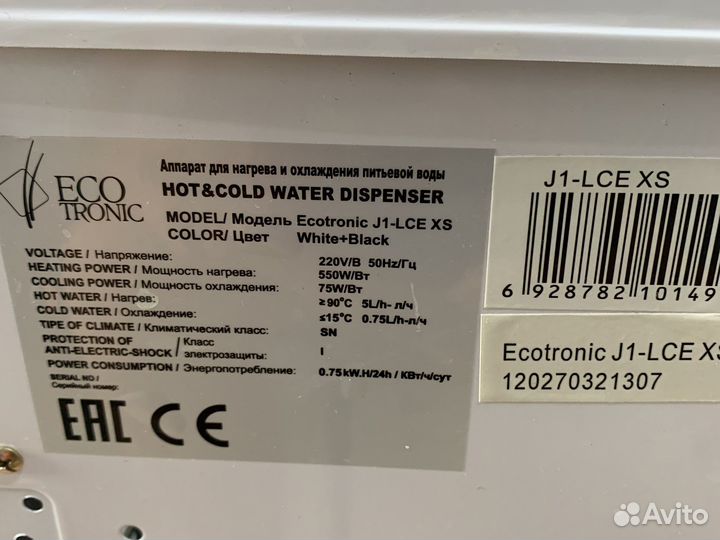 ECO
TRONIC
Аппарат для нагрева и охлаждения питьевой воды
HOT&COLD WATER DISPENSER
MODEL/ Модель Ecotronic J1-LCE XS
COLOR/ Цвет White+Black
VOLTAGE / Напряжение: 220V/В 50Hz/Гц
HEATING POWER / Мощность нагрева: 550W/Вт
COOLING POWER / Мощность охлаждения: 75W/Вт
HOT WATER / Нагрев: ≥90°C 5L/h- л/ч
COLD WATER / Охлаждение: ≤15°C 0.75L/h-л/ч
TIPE OF CLIMATE / Климатический класс: SN
PROTECTION OF ANTI-ELECTRIC-SHOCK / Класс электрозащиты: I
POWER CONSUMPTION / Энергопотребление: 0.75kW.H/24h / КВт/ч/сут
SERIAL NO /
Серийный номер:
EAC CE
J1-LCE XS
6 928782 10149
Ecotronic J1-LCE XS
120270321307
Avito